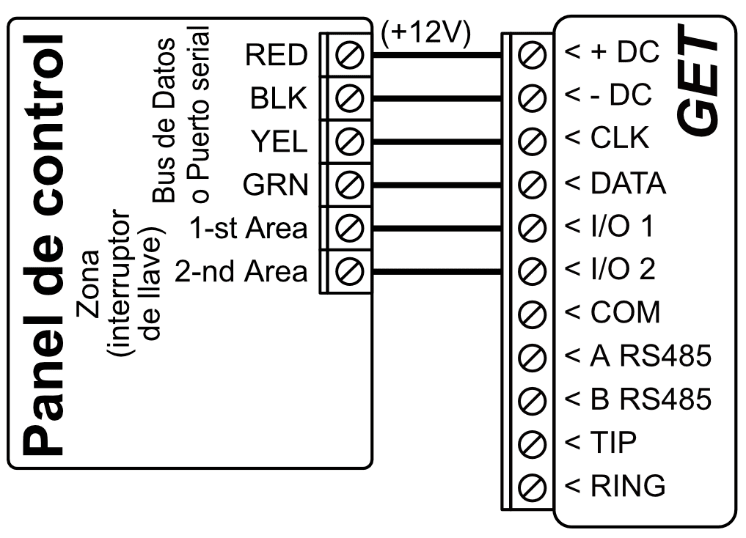 Panel de control
Bus de Datos
o Puerto serial
Zona
(interruptor
de llave)
RED
BLK
YEL
GRN
1-st Area
2-nd Area
(+12V)
GET
< + DC
< - DC
< CLK
< DATA
< I/O 1
< I/O 2
< COM
< A RS485
< B RS485
< TIP
< RING